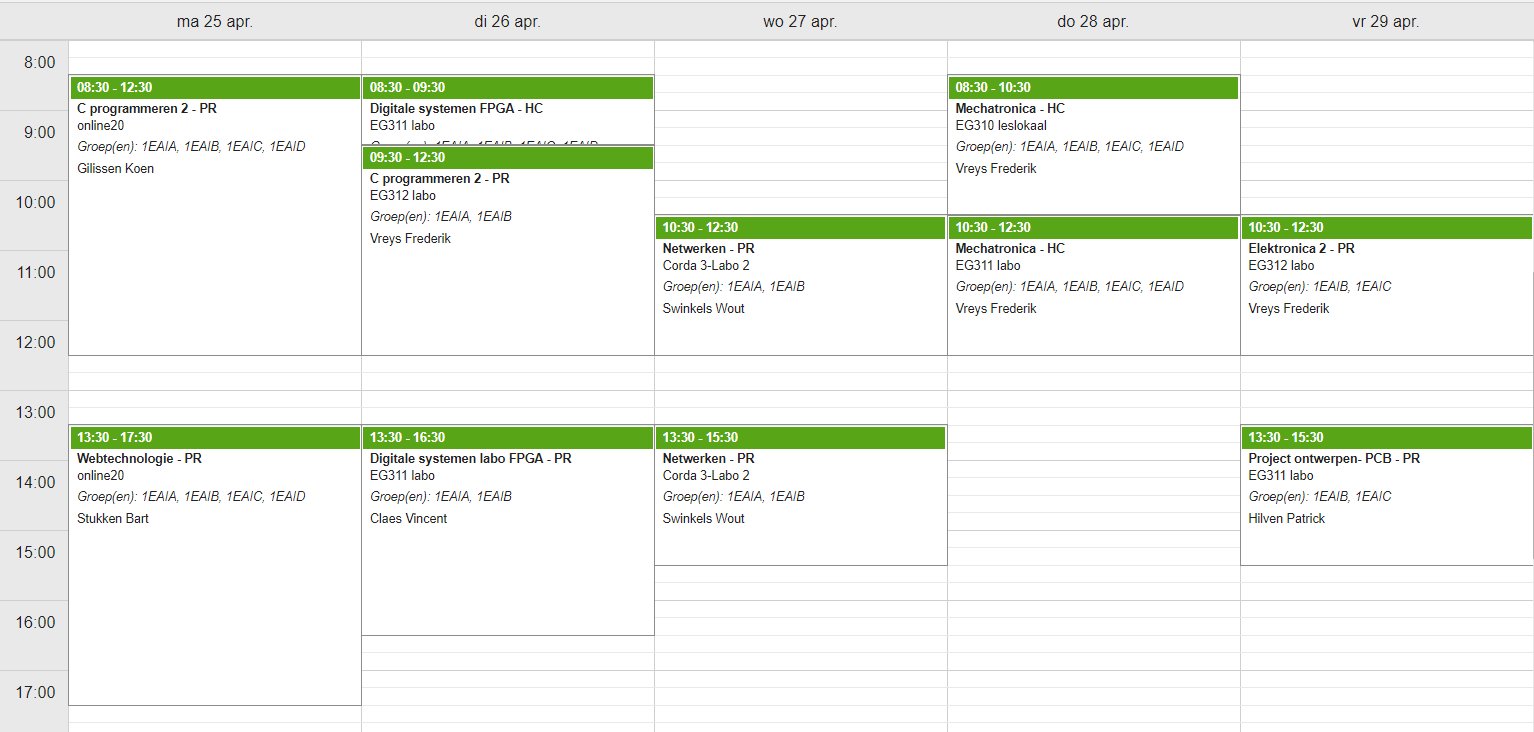 ma 25 apr.
di 26 apr.
wo 27 apr.
do 28 apr.
vr 29 apr.
8:00
9:00
10:00
11:00
12:00
13:00
14:00
15:00
16:00
17:00
08:30 - 12:30
C programmeren 2 - PR
online20
Groep(en): 1EAIA, 1EAIB, 1EAIC, 1EAID
Gilissen Koen
13:30 - 17:30
Webtechnologie - PR
online20
Groep(en): 1EAIA, 1EAIB, 1EAIC, 1EAID
Stukken Bart
08:30 - 09:30
Digitale systemen FPGA - HC
EG311 labo
Groep(en): 1EAIA, 1EAIB, 1EAIC, 1EAID
09:30 - 12:30
C programmeren 2 - PR
EG312 labo
Groep(en): 1EAIA, 1EAIB
Vreys Frederik
13:30 - 16:30
Digitale systemen labo FPGA - PR
EG311 labo
Groep(en): 1EAIA, 1EAIB
Claes Vincent
10:30 - 12:30
Netwerken - PR
Corda 3-Labo 2
Groep(en): 1EAIA, 1EAIB
Swinkels Wout
13:30 - 15:30
Netwerken - PR
Corda 3-Labo 2
Groep(en): 1EAIA, 1EAIB
Swinkels Wout
08:30 - 10:30
Mechatronica - HC
EG310 leslokaal
Groep(en): 1EAIA, 1EAIB, 1EAIC, 1EAID
Vreys Frederik
10:30 - 12:30
Mechatronica - HC
EG311 labo
Groep(en): 1EAIA, 1EAIB, 1EAIC, 1EAID
Vreys Frederik
10:30 - 12:30
Elektronica 2 - PR
EG312 labo
Groep(en): 1EAIB, 1EAIC
Vreys Frederik
13:30 - 15:30
Project ontwerpen- PCB - PR
EG311 labo
Groep(en): 1EAIB, 1EAIC
Hilven Patrick